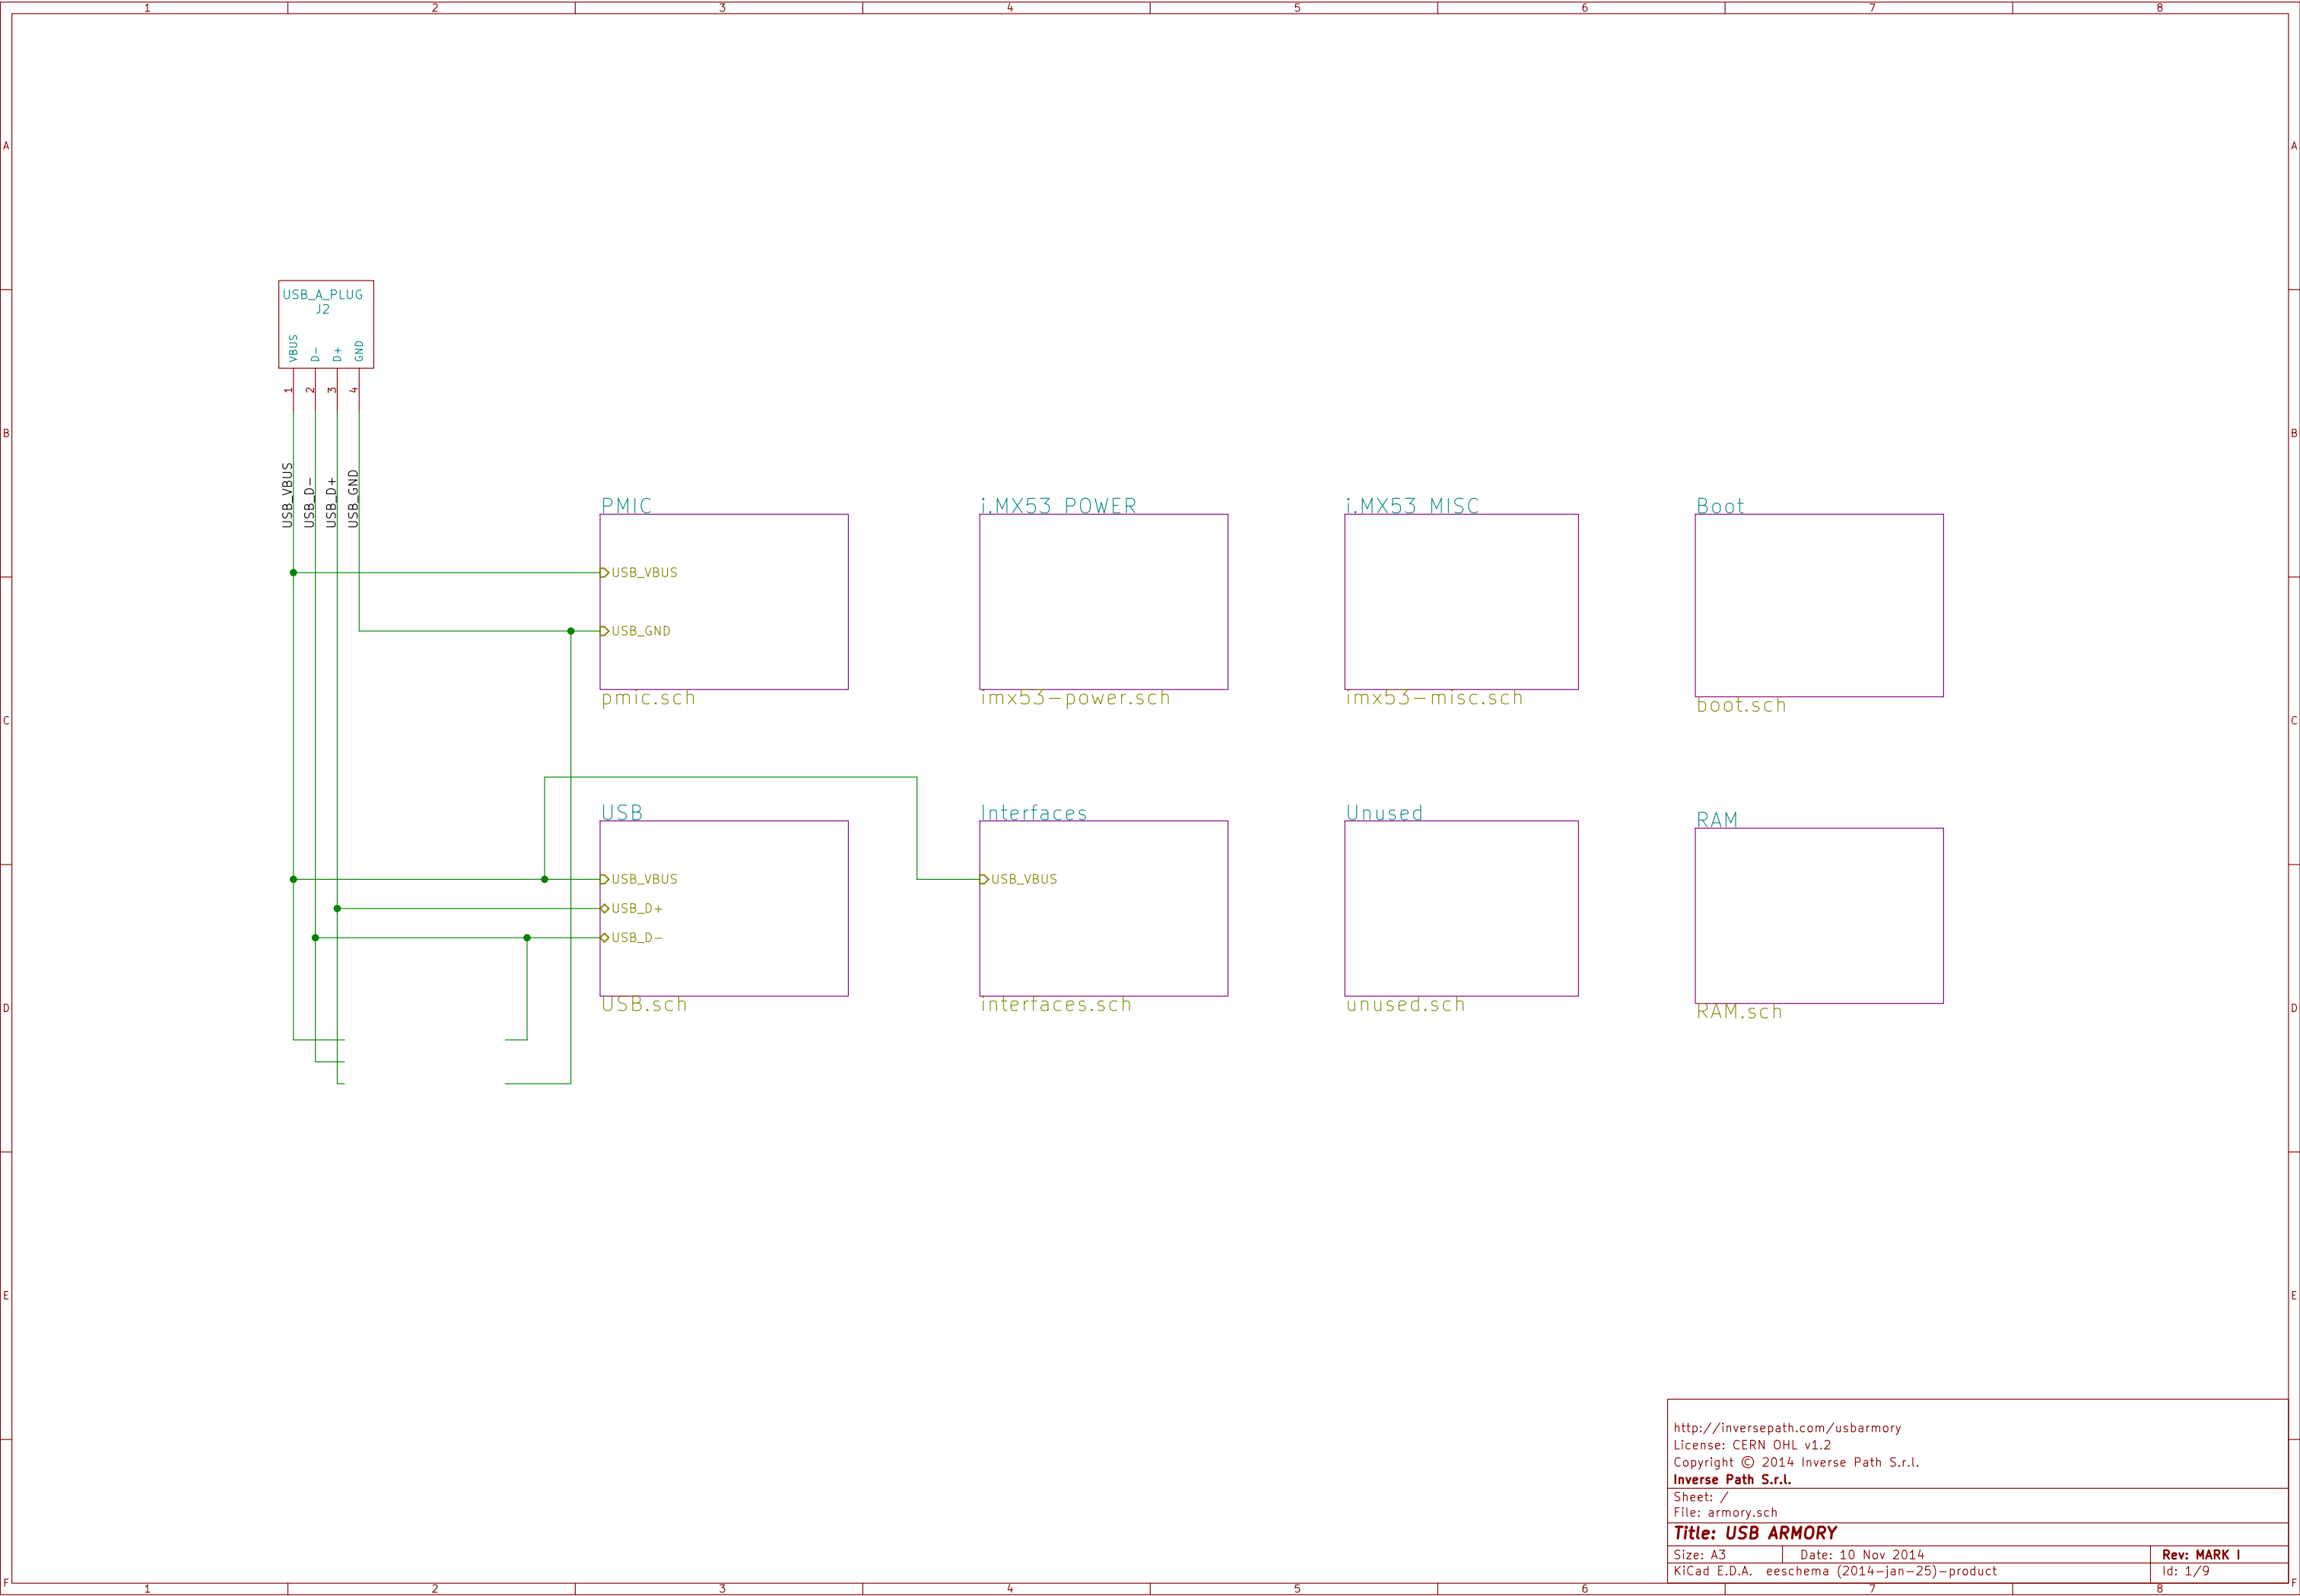 1 2 3 4 5 6 7 8
A A
USB_A_PLUG
J2
VBUS
D-
D+
GND
1
2
3
4
B B
USB_VBUS
USB_D-
USB_D+
USB_GND
PMIC
i.MX53 POWER
i.MX53 MISC
Boot
USB_VBUS
USB_GND
pmic.sch
imx53-power.sch
imx53-misc.sch
boot.sch
C C
USB
Interfaces
Unused
RAM
USB_VBUS
USB_D+
USB_D-
USB_VBUS
USB.sch
interfaces.sch
unused.sch
RAM.sch
D D
E E
http://inversepath.com/usbarmory
License: CERN OHL v1.2
Copyright © 2014 Inverse Path S.r.l.
Inverse Path S.r.l.
Sheet: /
File: armory.sch
Title: USB ARMORY
Size: A3 Date: 10 Nov 2014 Rev: MARK I
KiCad E.D.A. eeschema (2014-jan-25)-product Id: 1/9
F F
1 2 3 4 5 6 7 8